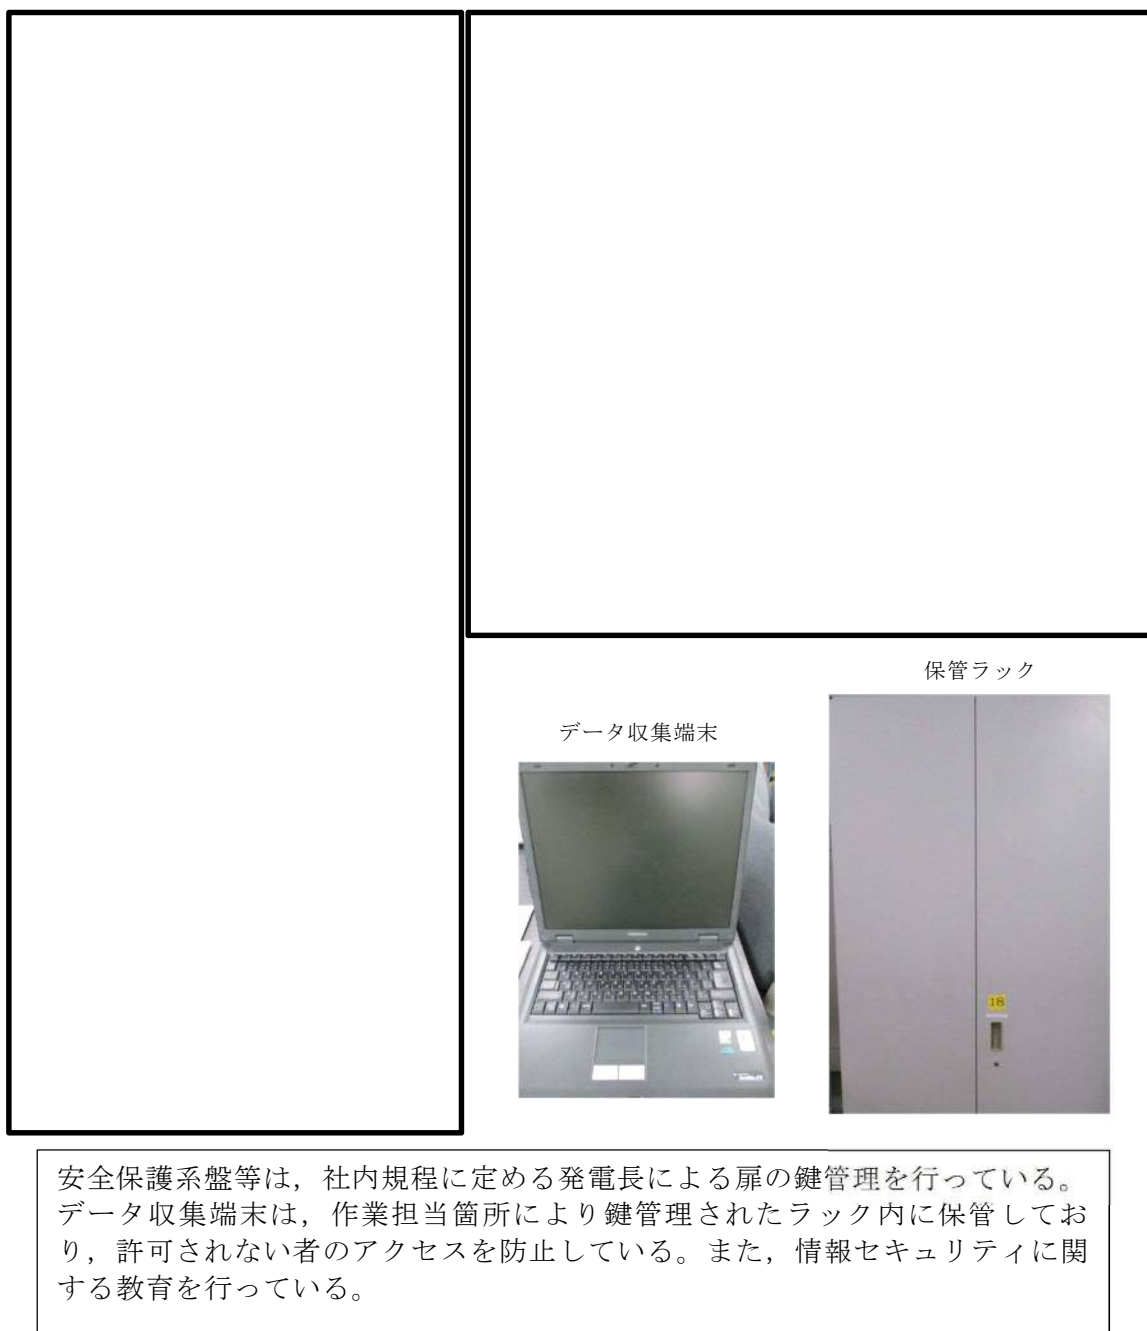 保管ラック
データ収集端末
18
安全保護系盤等は，社内規程に定める発電長による扉の鍵管理を行っている。
データ収集端末は，作業担当箇所により鍵管理されたラック内に保管してお
り，許可されない者のアクセスを防止している。また，情報セキュリティに関
する教育を行っている。